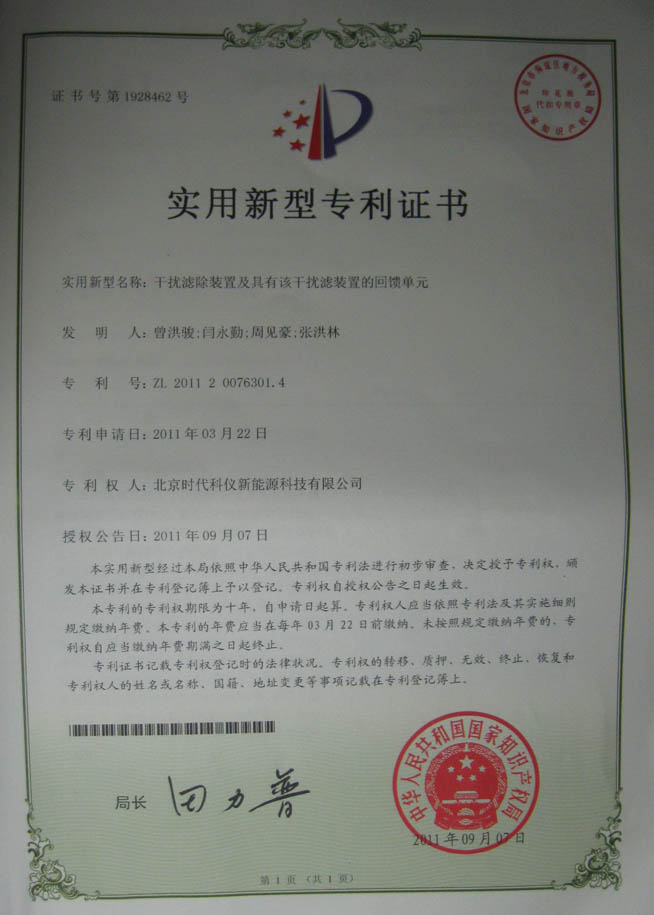 证书号第1928462号
印花税
代扣专用章
国家知识产权局
实用新型专利证书
实用新型名称：干扰滤除装置及具有该干扰滤装置的回馈单元
发明人：曾洪骏;闫永勤;周见豪;张洪林
专利号：ZL 2011 2 0076301.4
专利申请日：2011年03月22日
专利权人：北京时代科仪新能源科技有限公司
授权公告日：2011年09月07日
本实用新型经过本局依照中华人民共和国专利法进行初步审查，决定授予专利权，颁
发本证书并在专利登记簿上予以登记。专利权自授权公告之日起生效。
本专利的专利权期限为十年，自申请日起算。专利权人应当依照专利法及其实施细则
规定缴纳年费。本专利的年费应当在每年03月22日前缴纳。未按照规定缴纳年费的，专
利权自应当缴纳年费期满之日起终止。
专利证书记载专利权登记时的法律状况。专利权的转移、质押、无效、终止、恢复和
专利权人的姓名或名称、国籍、地址变更等事项记载在专利登记簿上。
局长 田力普
中华人民共和国国家知识产权局
2011年09月07日
第1页（共1页）